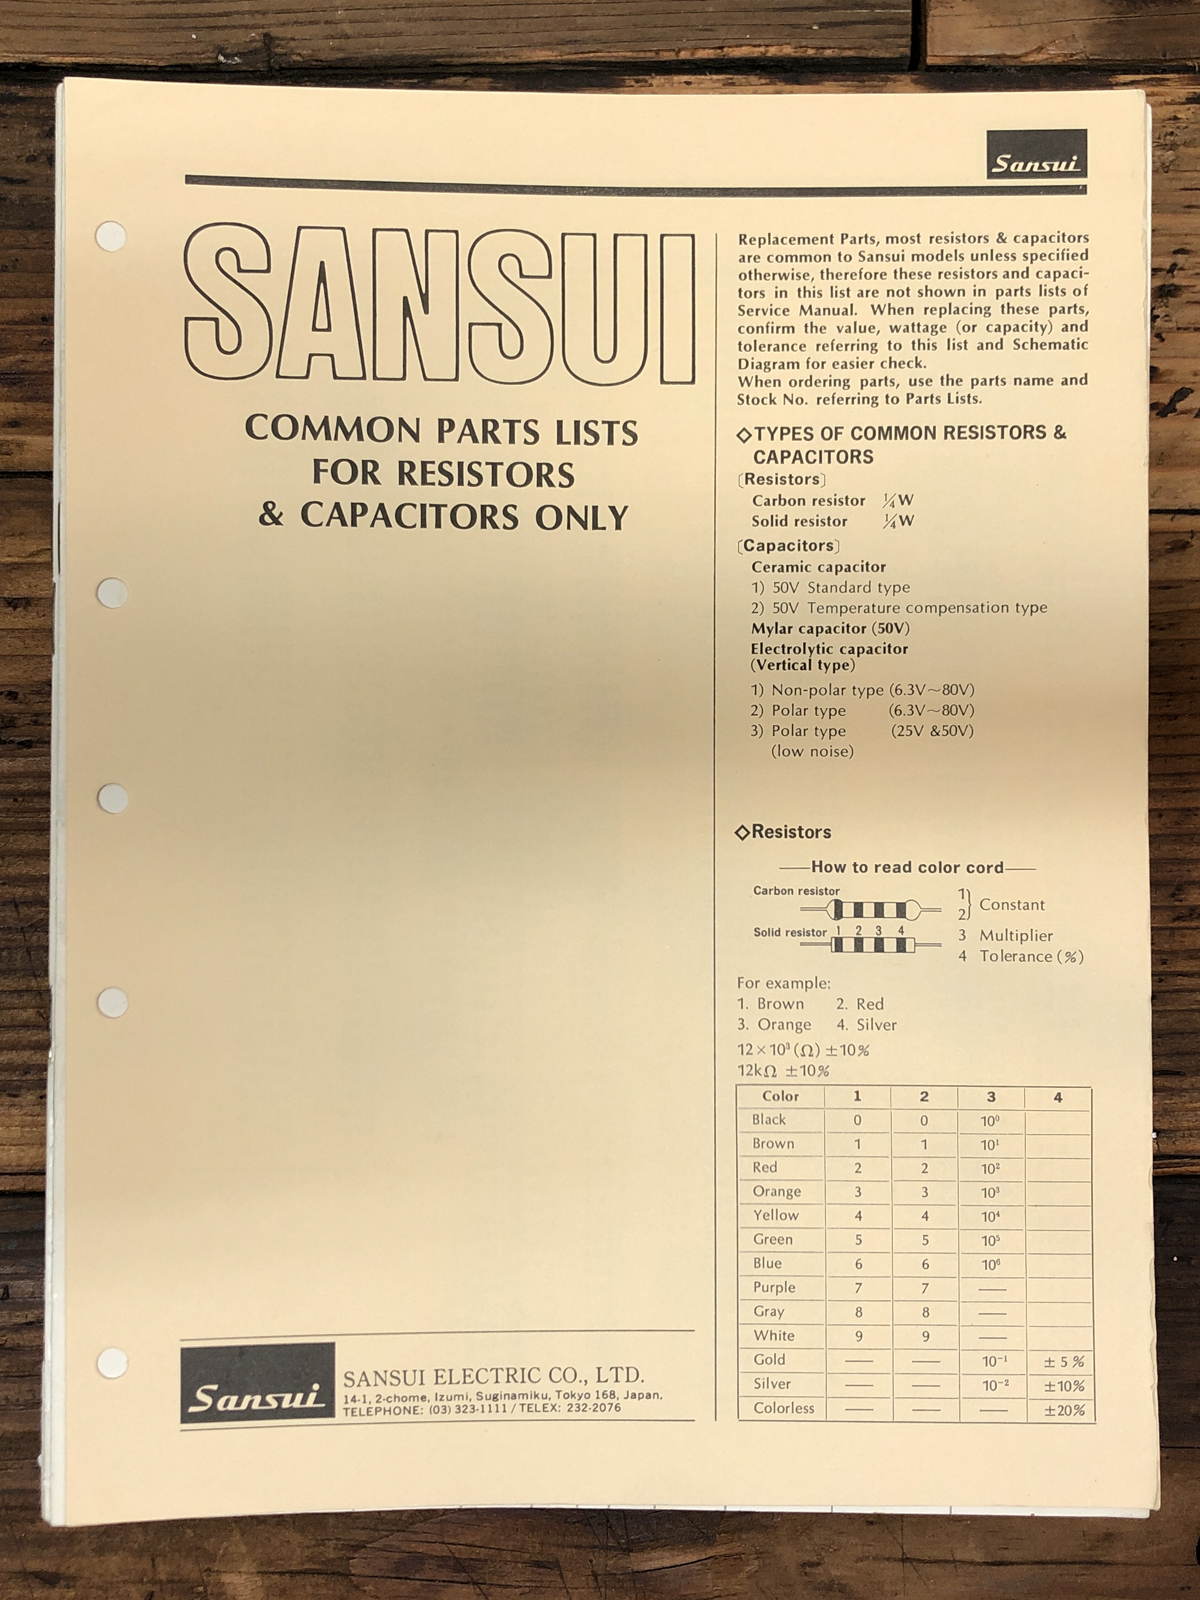 Sansui
SANSUI
COMMON PARTS LISTS
FOR RESISTORS
& CAPACITORS ONLY
Replacement Parts, most resistors & capacitors
are common to Sansui models unless specified
otherwise, therefore these resistors and capaci-
tors in this list are not shown in parts lists of
Service Manual. When replacing these parts,
confirm the value, wattage (or capacity) and
tolerance referring to this list and Schematic
Diagram for easier check.
When ordering parts, use the parts name and
Stock No. referring to Parts Lists.
◇TYPES OF COMMON RESISTORS &
CAPACITORS
[Resistors]
Carbon resistor ¼W
Solid resistor ¼W
[Capacitors]
Ceramic capacitor
1) 50V Standard type
2) 50V Temperature compensation type
Mylar capacitor (50V)
Electrolytic capacitor
(Vertical type)
1) Non-polar type (6.3V~80V)
2) Polar type (6.3V~80V)
3) Polar type (25V &50V)
(low noise)
◇Resistors
—How to read color cord—
Carbon resistor
Solid resistor 1 2 3 4
1)
2) Constant
3 Multiplier
4 Tolerance (%)
For example:
1. Brown 2. Red
3. Orange 4. Silver
12×10³(Ω) ±10%
12kΩ ±10%
Color 1 2 3 4
Black 0 0 10⁰
Brown 1 1 10¹
Red 2 2 10²
Orange 3 3 10³
Yellow 4 4 10⁴
Green 5 5 10⁵
Blue 6 6 10⁶
Purple 7 7 —
Gray 8 8 —
White 9 9 —
Gold — — 10⁻¹ ± 5 %
Silver — — 10⁻² ±10%
Colorless — — — ±20%
Sansui
SANSUI ELECTRIC CO., LTD.
14-1, 2-chome, Izumi, Suginamiku, Tokyo 168, Japan.
TELEPHONE: (03) 323-1111 / TELEX: 232-2076